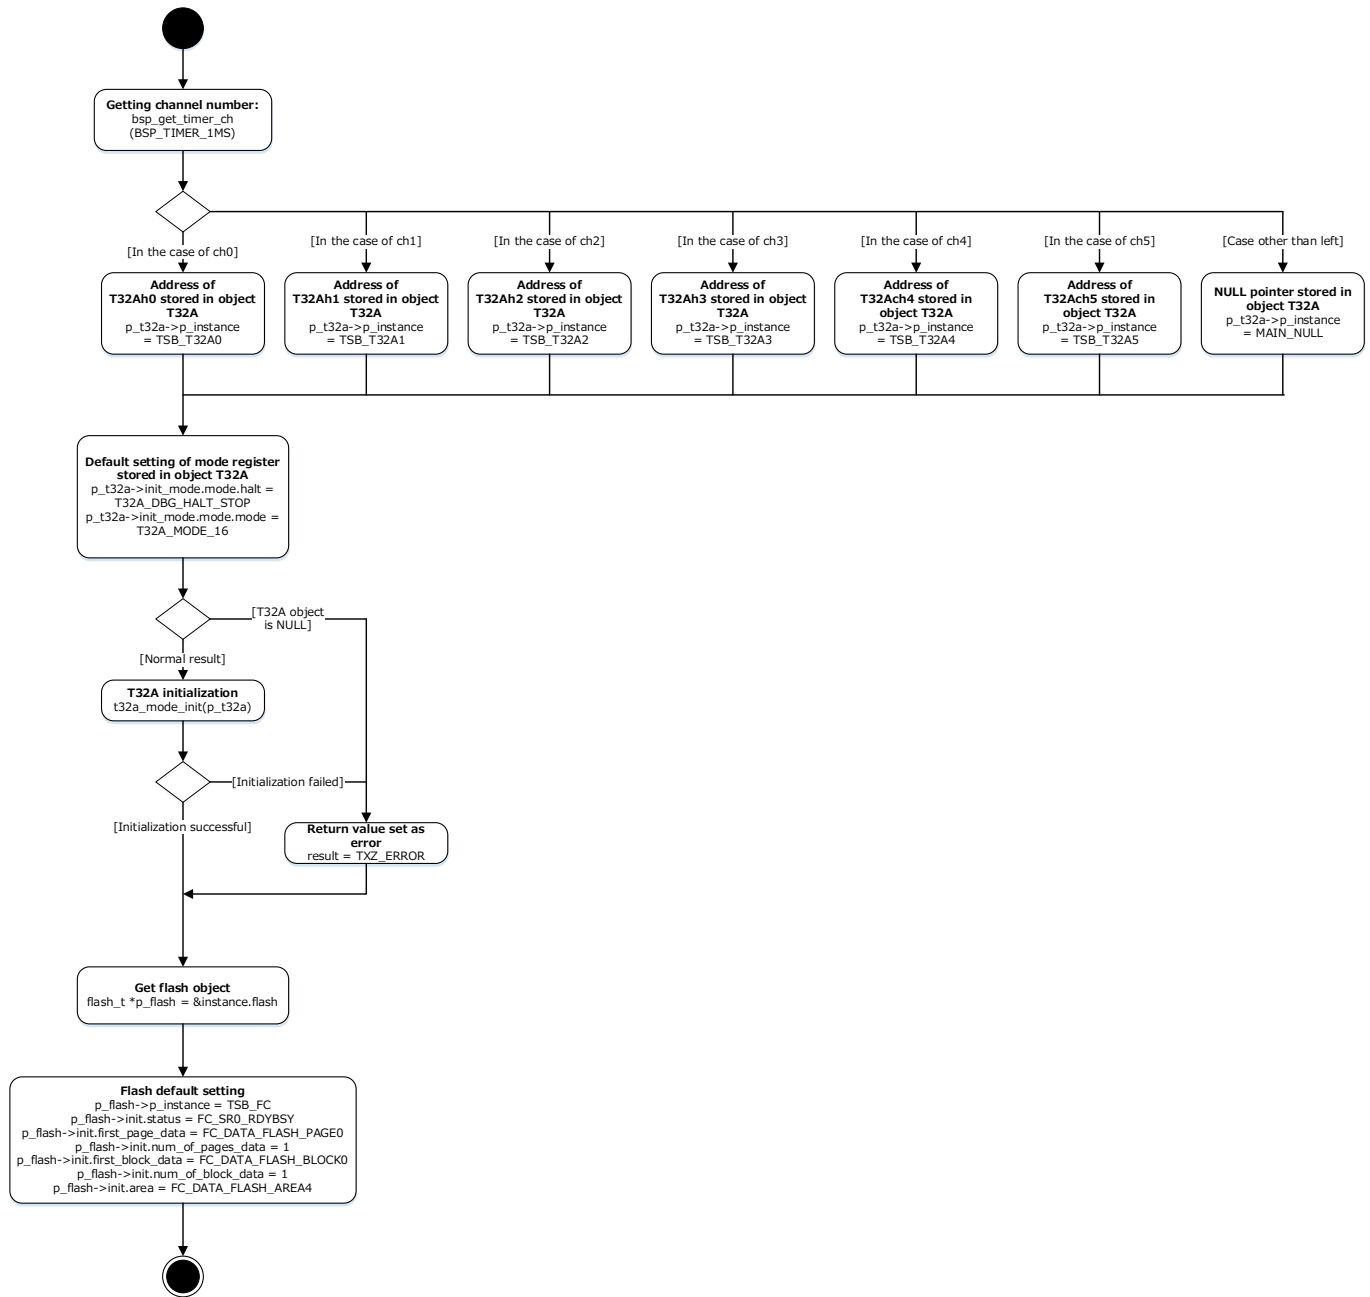 Getting channel number:
bsp_get_timer_ch
(BSP_TIMER_1MS)
[In the case of ch0]
[In the case of ch1]
[In the case of ch2]
[In the case of ch3]
[In the case of ch4]
[In the case of ch5]
[Case other than left]
Address of
T32Ah0 stored in object
T32A
p_t32a->p_instance
= TSB_T32A0
Address of
T32Ah1 stored in object
T32A
p_t32a->p_instance
= TSB_T32A1
Address of
T32Ah2 stored in object
T32A
p_t32a->p_instance
= TSB_T32A2
Address of
T32Ah3 stored in object
T32A
p_t32a->p_instance
= TSB_T32A3
Address of
T32Ach4 stored in
object T32A
p_t32a->p_instance
= TSB_T32A4
Address of
T32Ach5 stored in
object T32A
p_t32a->p_instance
= TSB_T32A5
NULL pointer stored in
object T32A
p_t32a->p_instance
= MAIN_NULL
Default setting of mode register
stored in object T32A
p_t32a->init_mode.mode.halt =
T32A_DBG_HALT_STOP
p_t32a->init_mode.mode.mode =
T32A_MODE_16
[T32A object
is NULL]
[Normal result]
T32A initialization
t32a_mode_init(p_t32a)
[Initialization failed]
[Initialization successful]
Return value set as
error
result = TXZ_ERROR
Get flash object
flash_t *p_flash = &instance.flash
Flash default setting
p_flash->p_instance = TSB_FC
p_flash->init.status = FC_SR0_RDYBSY
p_flash->init.first_page_data = FC_DATA_FLASH_PAGE0
p_flash->init.num_of_pages_data = 1
p_flash->init.first_block_data = FC_DATA_FLASH_BLOCK0
p_flash->init.num_of_block_data = 1
p_flash->init.area = FC_DATA_FLASH_AREA4